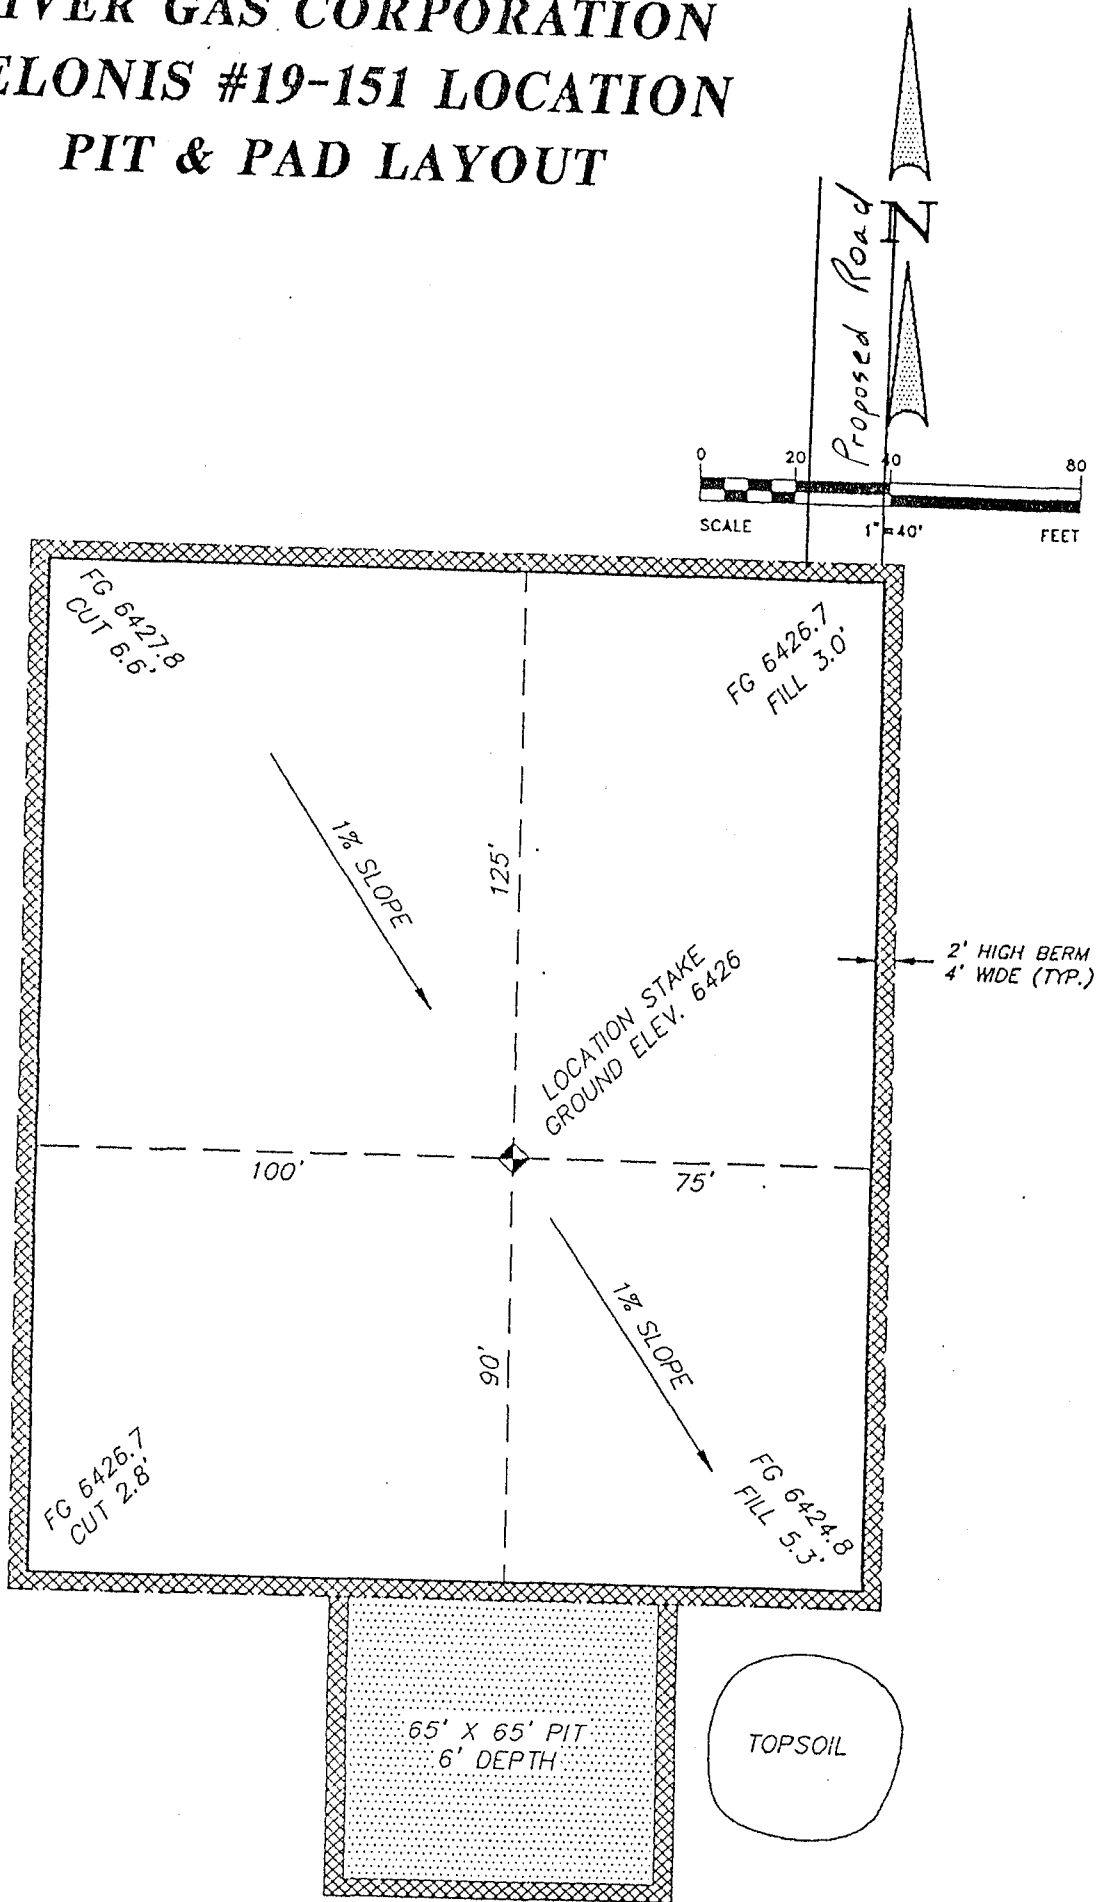 GAS CORPORATION
#19-151 LOCATION
PIT & PAD LAYOUT
N
Proposed Road
0 20 40 80
SCALE 1"=40' FEET
FG 6427.8
CUT 6.6'
FG 6426.7
FILL 3.0'
1% SLOPE
125'
2' HIGH BERM
4' WIDE (TYP.)
LOCATION STAKE
GROUND ELEV. 6426
100'
75'
1% SLOPE
90'
FG 6426.7
CUT 2.8'
FG 6424.8
FILL 5.3'
65' X 65' PIT
6' DEPTH
TOPSOIL